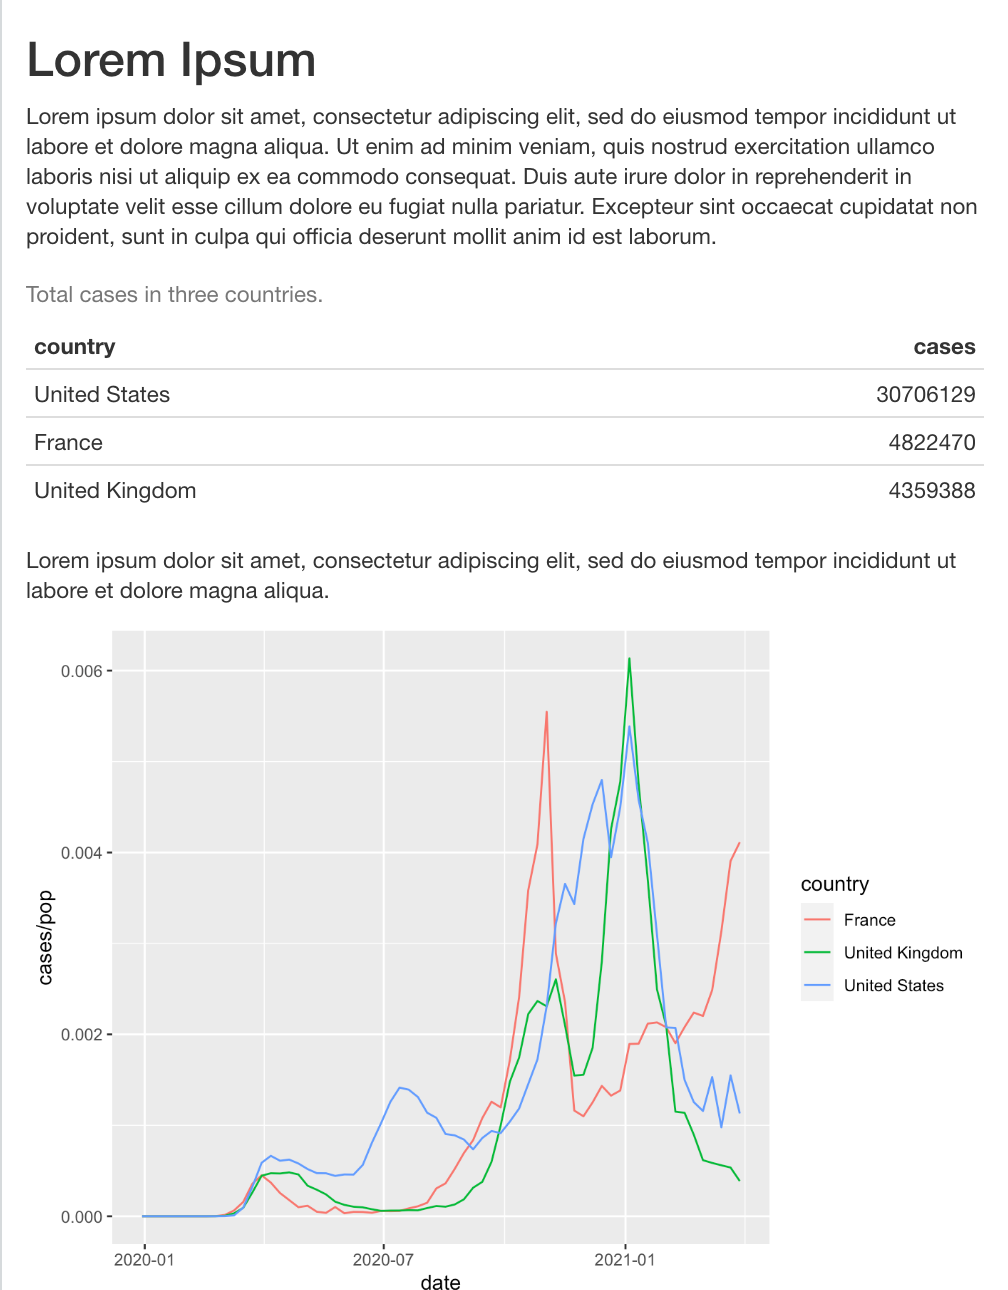 Lorem Ipsum
Lorem ipsum dolor sit amet, consectetur adipiscing elit, sed do eiusmod tempor incididunt ut
labore et dolore magna aliqua. Ut enim ad minim veniam, quis nostrud exercitation ullamco
laboris nisi ut aliquip ex ea commodo consequat. Duis aute irure dolor in reprehenderit in
voluptate velit esse cillum dolore eu fugiat nulla pariatur. Excepteur sint occaecat cupidatat non
proident, sunt in culpa qui officia deserunt mollit anim id est laborum.
Total cases in three countries.
country cases
United States 30706129
France 4822470
United Kingdom 4359388
Lorem ipsum dolor sit amet, consectetur adipiscing elit, sed do eiusmod tempor incididunt ut
labore et dolore magna aliqua.
0.006
0.004
0.002
0.000
cases/pop
2020-01 2020-07 2021-01
date
country
France
United Kingdom
United States